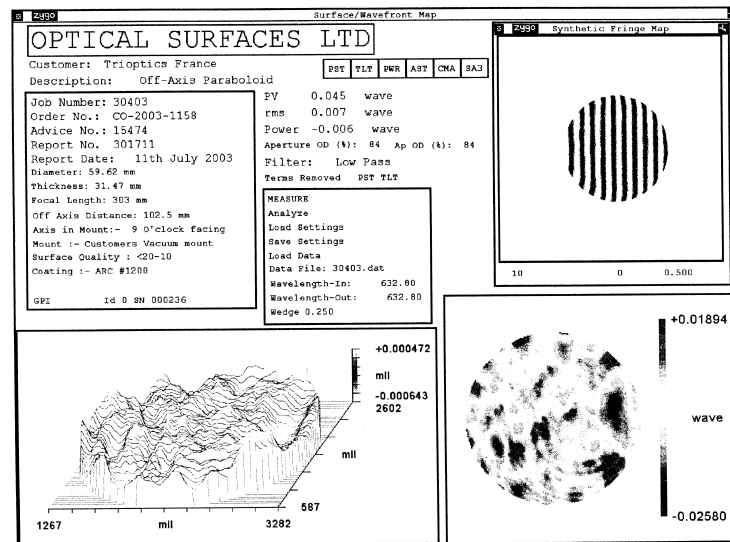 zygo Surface/Wavefront Map
OPTICAL SURFACES LTD
Customer: Trioptics France
Description: Off-Axis Paraboloid
PST TLT PWR AST CMA SA3
Job Number: 30403
Order No.: CO-2003-1158
Advice No.: 15474
Report No. 301711
Report Date: 11th July 2003
Diameter: 59.62 mm
Thickness: 31.47 mm
Focal Length: 303 mm
Off Axis Distance: 102.5 mm
Axis in Mount:- 9 O'clock facing
Mount :- Customers Vacuum mount
Surface Quality : <20-10
Coating :- ARC #1200
GPI Id 0 SN 000236
PV 0.045 wave
rms 0.007 wave
Power -0.006 wave
Aperture OD (%): 84 Ap OD (%): 84
Filter: Low Pass
Terms Removed PST TLT
MEASURE
Analyze
Load Settings
Save Settings
Load Data
Data File: 30403.dat
Wavelength-In: 632.80
Wavelength-Out: 632.80
Wedge 0.250
zygo Synthetic Fringe Map
10 0 0.500
+0.000472
mil
-0.000643
2602
mil
587
1267 mil 3282
+0.01894
wave
-0.02580